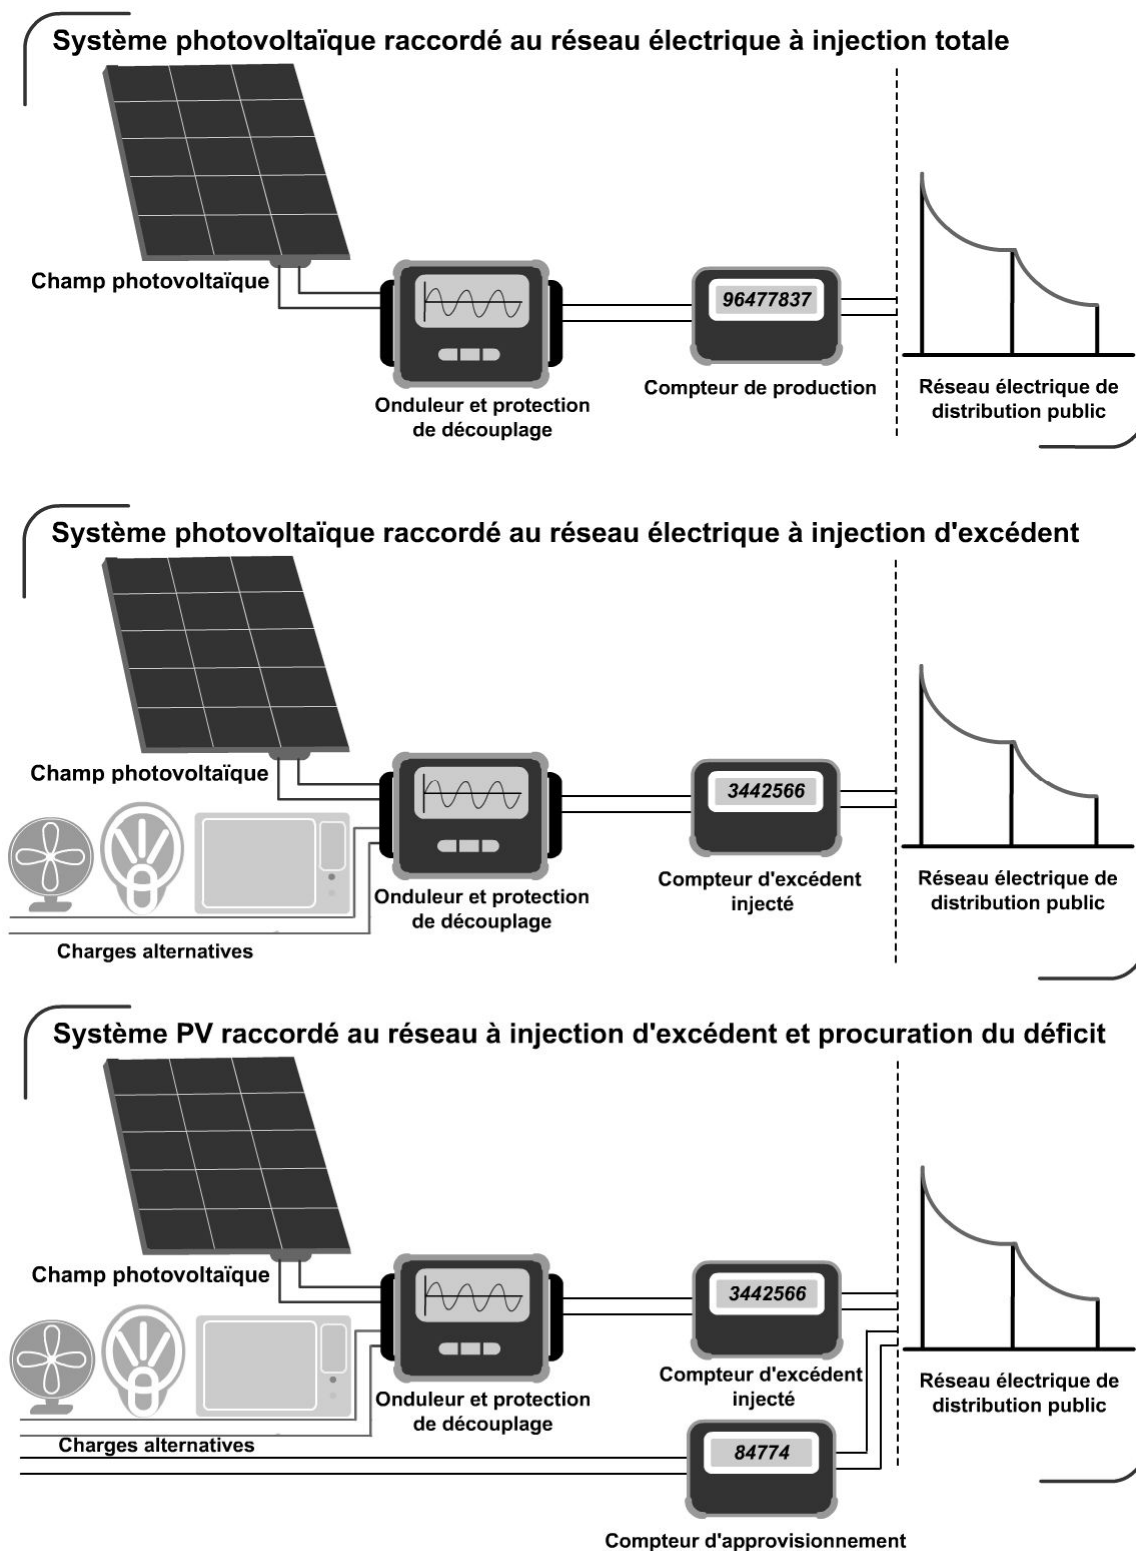 Système photovoltaïque raccordé au réseau électrique à injection totale
Champ photovoltaïque
96477837
Onduleur et protection
de découplage
Compteur de production
Réseau électrique de
distribution public
Système photovoltaïque raccordé au réseau électrique à injection d'excédent
Champ photovoltaïque
3442566
Onduleur et protection
de découplage
Compteur d'excédent
injecté
Réseau électrique de
distribution public
Charges alternatives
Système PV raccordé au réseau à injection d'excédent et procuration du déficit
Champ photovoltaïque
3442566
Onduleur et protection
de découplage
Compteur d'excédent
injecté
Réseau électrique de
distribution public
Charges alternatives
84774
Compteur d'approvisionnement